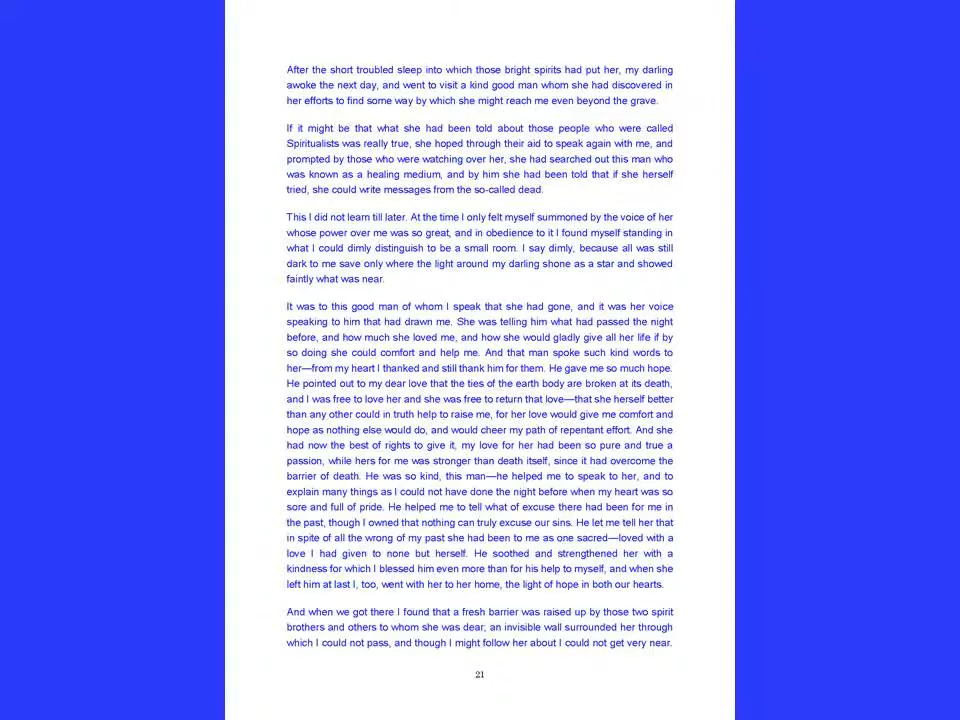 After the short troubled sleep into which those bright spirits had put her, my darling
awoke the next day, and went to visit a kind good man whom she had discovered in
her efforts to find some way by which she might reach me even beyond the grave.
If it might be that what she had been told about those people who were called
Spiritualists was really true, she hoped through their aid to speak again with me, and
prompted by those who were watching over her, she had searched out this man who
was known as a healing medium, and by him she had been told that if she herself
tried, she could write messages from the so-called dead.
This I did not learn till later. At the time I only felt myself summoned by the voice of her
whose power over me was so great, and in obedience to it I found myself standing in
what I could dimly distinguish to be a small room. I say dimly, because all was still
dark to me save only where the light around my darling shone as a star and showed
faintly what was near.
It was to this good man of whom I speak that she had gone, and it was her voice
speaking to him that had drawn me. She was telling him what had passed the night
before, and how much she loved me, and how she would gladly give all her life if by
so doing she could comfort and help me. And that man spoke such kind words to
her—from my heart I thanked and still thank him for them. He gave me so much hope.
He pointed out to my dear love that the ties of the earth body are broken at its death,
and I was free to love her and she was free to return that love—that she herself better
than any other could in truth help to raise me, for her love would give me comfort and
hope as nothing else would do, and would cheer my path of repentant effort. And she
had now the best of rights to give it, my love for her had been so pure and true a
passion, while hers for me was stronger than death itself, since it had overcome the
barrier of death. He was so kind, this man—he helped me to speak to her, and to
explain many things as I could not have done the night before when my heart was so
sore and full of pride. He helped me to tell what of excuse there had been for me in
the past, though I owned that nothing can truly excuse our sins. He let me tell her that
in spite of all the wrong of my past she had been to me as one sacred—loved with a
love I had given to none but herself. He soothed and strengthened her with a
kindness for which I blessed him even more than for his help to myself, and when she
left him at last I, too, went with her to her home, the light of hope in both our hearts.
And when we got there I found that a fresh barrier was raised up by those two spirit
brothers and others to whom she was dear; an invisible wall surrounded her through
which I could not pass, and though I might follow her about I could not get very near.
21